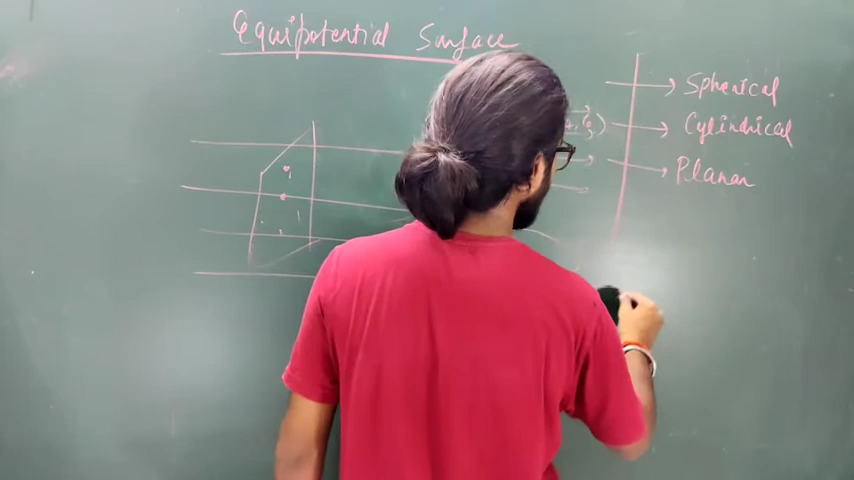 Equipotential Surface
Spherical
Cylindrical
Planar